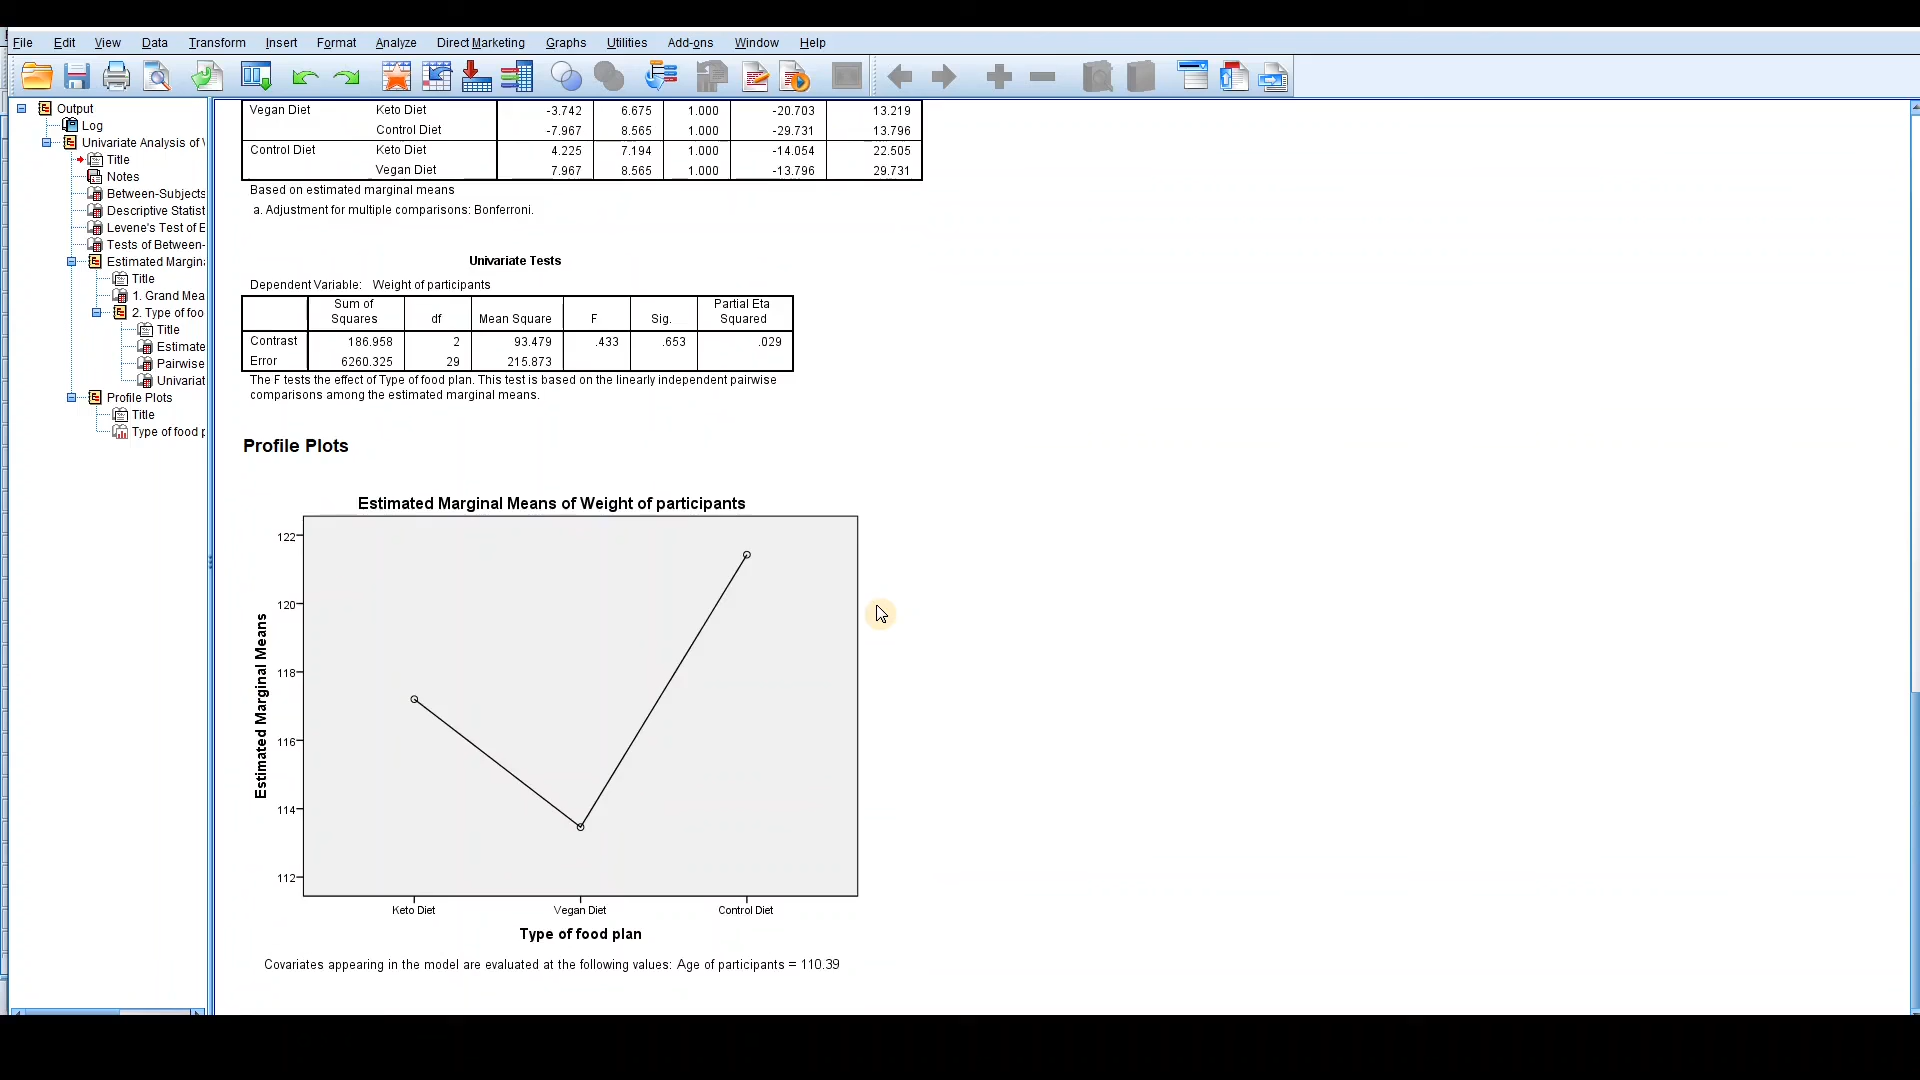 File Edit View Data Transform Insert Format Analyze Direct Marketing Graphs Utilities Add-ons Window Help
Output
Log
Univariate Analysis of
Title
Notes
Between-Subjects
Descriptive Statist
Levene's Test of E
Tests of Between-
Estimated Margin
Title
1. Grand Mea
2. Type of foo
Title
Estimate
Pairwise
Univariat
Profile Plots
Title
Type of food p
Vegan Diet Keto Diet -3.742 6.675 1.000 -20.703 13.219
Control Diet -7.967 8.565 1.000 -29.731 13.796
Control Diet Keto Diet 4.225 7.194 1.000 -14.054 22.505
Vegan Diet 7.967 8.565 1.000 -13.796 29.731
Based on estimated marginal means
a. Adjustment for multiple comparisons: Bonferroni.
Univariate Tests
Dependent Variable: Weight of participants
Sum of Squares df Mean Square F Sig. Partial Eta Squared
Contrast 186.958 2 93.479 .433 .653 .029
Error 6260.325 29 215.873
The F tests the effect of Type of food plan. This test is based on the linearly independent pairwise
comparisons among the estimated marginal means.
Profile Plots
Estimated Marginal Means of Weight of participants
Estimated Marginal Means
122
120
118
116
114
112
Keto Diet Vegan Diet Control Diet
Type of food plan
Covariates appearing in the model are evaluated at the following values: Age of participants = 110.39